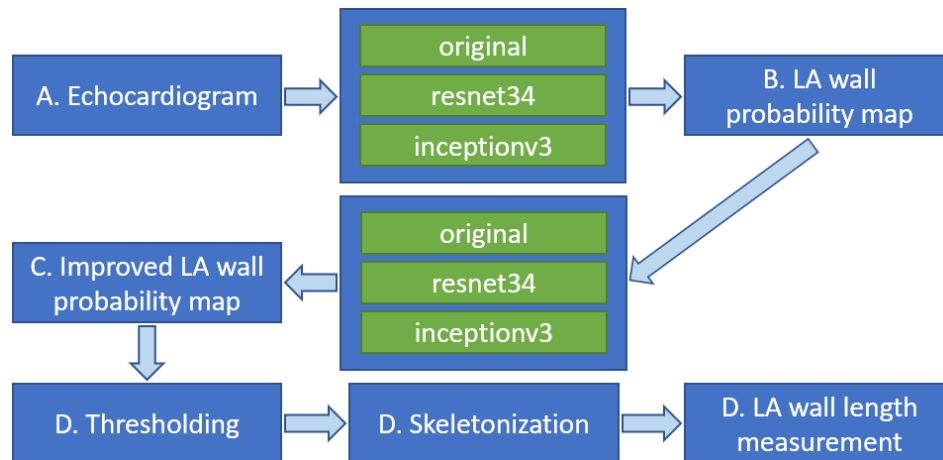 A. Echocardiogram
original
resnet34
inceptionv3
B. LA wall
probability map
original
resnet34
inceptionv3
C. Improved LA wall
probability map
D. Thresholding
D. Skeletonization
D. LA wall length
measurement